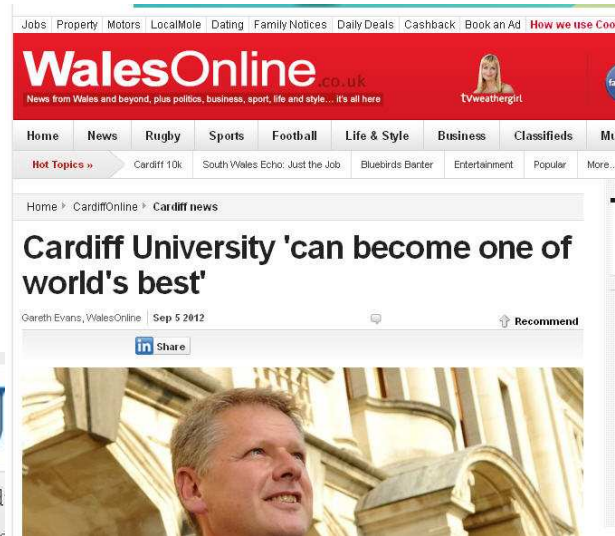 Jobs Property Motors LocalMole Dating Family Notices Daily Deals Cashback Book an Ad How we use Coo
WalesOnline.co.uk
News from Wales and beyond, plus politics, business, sport, life and style... it's all here
tvweathergirl
Home News Rugby Sports Football Life & Style Business Classifieds Mu
Hot Topics » Cardiff 10k South Wales Echo: Just the Job Bluebirds Banter Entertainment Popular More...
Home CardiffOnline Cardiff news
Cardiff University 'can become one of
world's best'
Gareth Evans, WalesOnline Sep 5 2012 Recommend
in Share